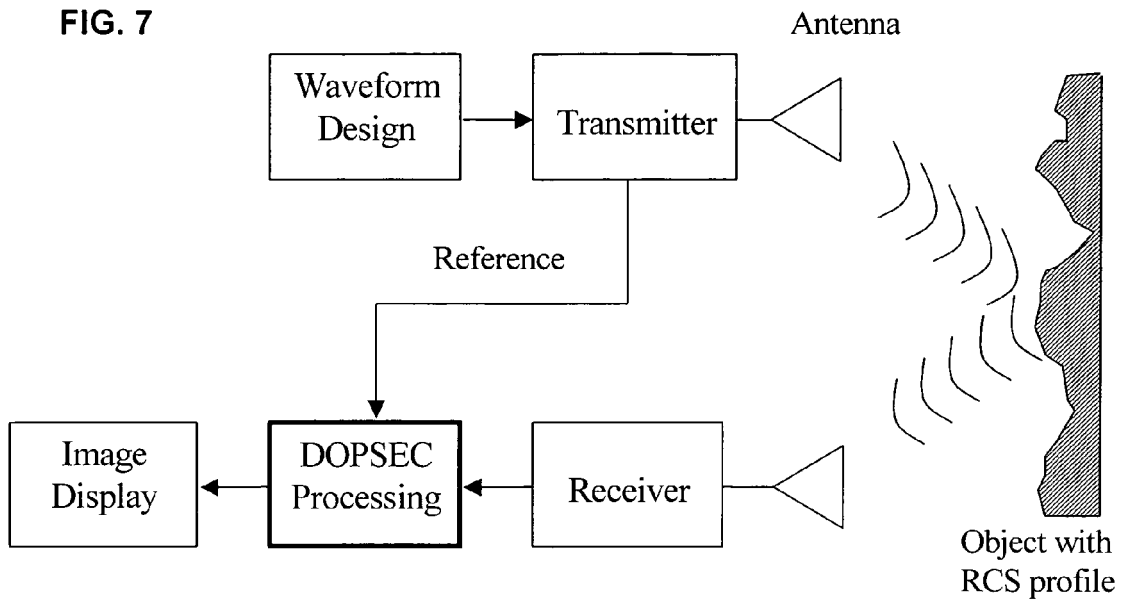 FIG. 7
Antenna
Waveform
Design
Transmitter
Reference
Image
Display
DOPSEC
Processing
Receiver
Object with
RCS profile